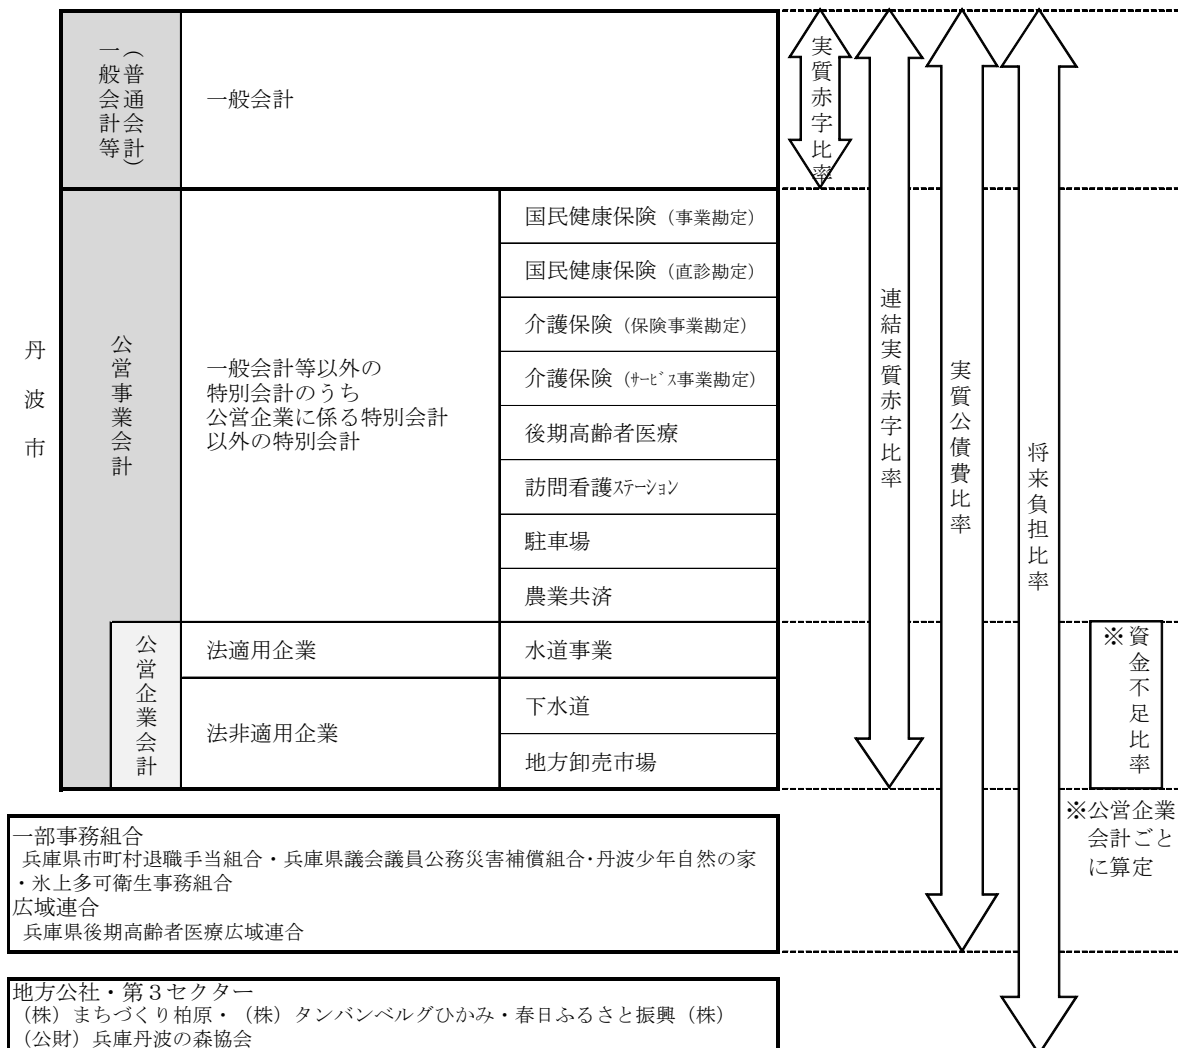 丹波市
一般会計等
(普通会計)
一般会計
公営事業会計
一般会計等以外の
特別会計のうち
公営企業に係る特別会計
以外の特別会計
国民健康保険（事業勘定）
国民健康保険（直診勘定）
介護保険（保険事業勘定）
介護保険（ｻｰﾋﾞｽ事業勘定）
後期高齢者医療
訪問看護ｽﾃｰｼｮﾝ
駐車場
農業共済
公営企業会計
法適用企業
水道事業
法非適用企業
下水道
地方卸売市場
実質赤字比率
連結実質赤字比率
実質公債費比率
将来負担比率
※資金不足比率
※公営企業
会計ごと
に算定
一部事務組合
兵庫県市町村退職手当組合・兵庫県議会議員公務災害補償組合・丹波少年自然の家
・氷上多可衛生事務組合
広域連合
兵庫県後期高齢者医療広域連合
地方公社・第３セクター
（株）まちづくり柏原・（株）タンバンベルグひかみ・春日ふるさと振興（株）
（公財）兵庫丹波の森協会